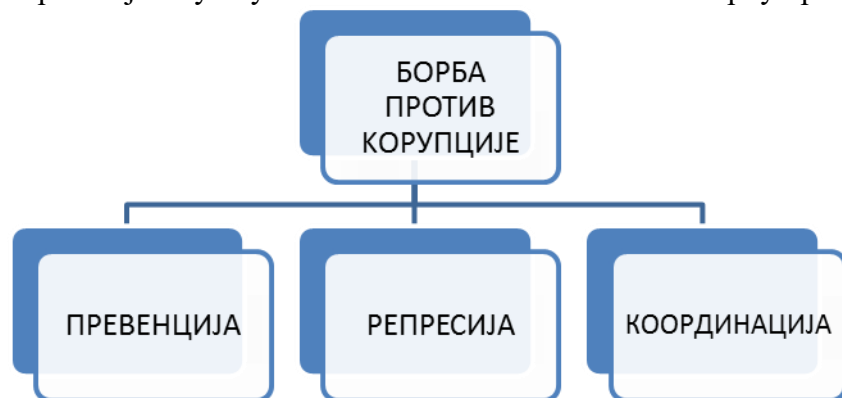 БОРБА
ПРОТИВ
КОРУПЦИЈЕ
ПРЕВЕНЦИЈА
РЕПРЕСИЈА
КООРДИНАЦИЈА